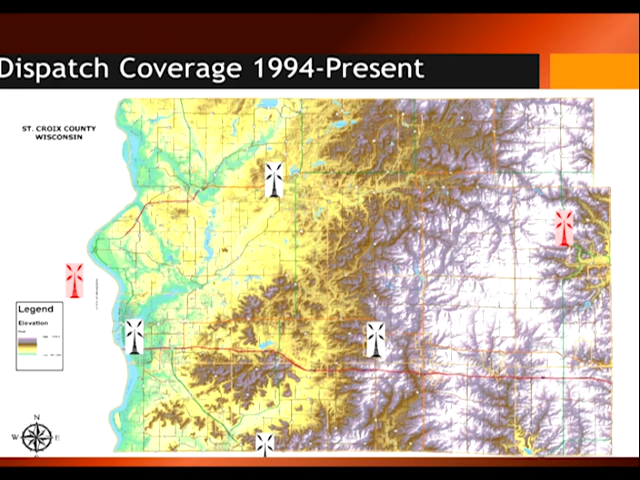 Dispatch Coverage 1994-Present
ST. CROIX COUNTY
WISCONSIN
Legend
Elevation
N
W
E